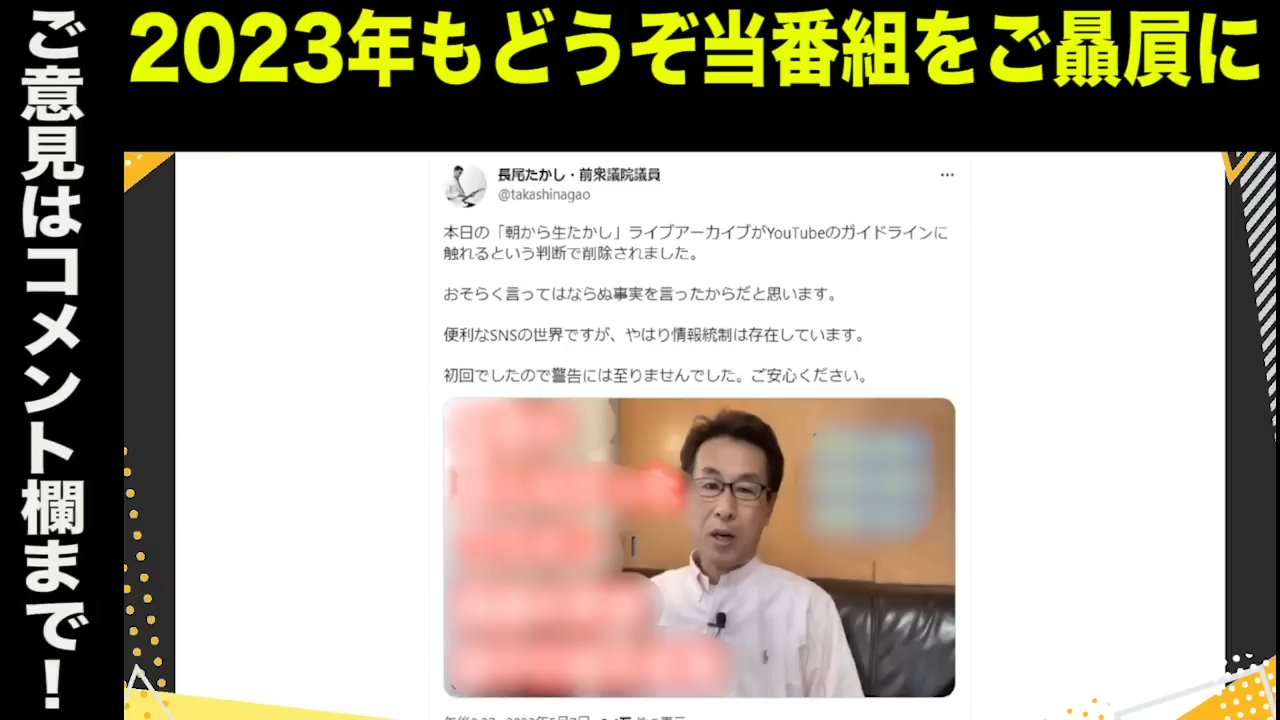 2023年もどうぞ当番組をご贔屓に
ご意見はコメント欄まで!
長尾たかし・前衆議院議員
@takashinagao
本日の「朝から生たかし」ライブアーカイブがYouTubeのガイドラインに
触れるという判断で削除されました。
おそらく言ってはならぬ事実を言ったからだと思います。
便利なSNSの世界ですが、やはり情報統制は存在しています。
初回でしたので警告には至りませんでした。ご安心ください。